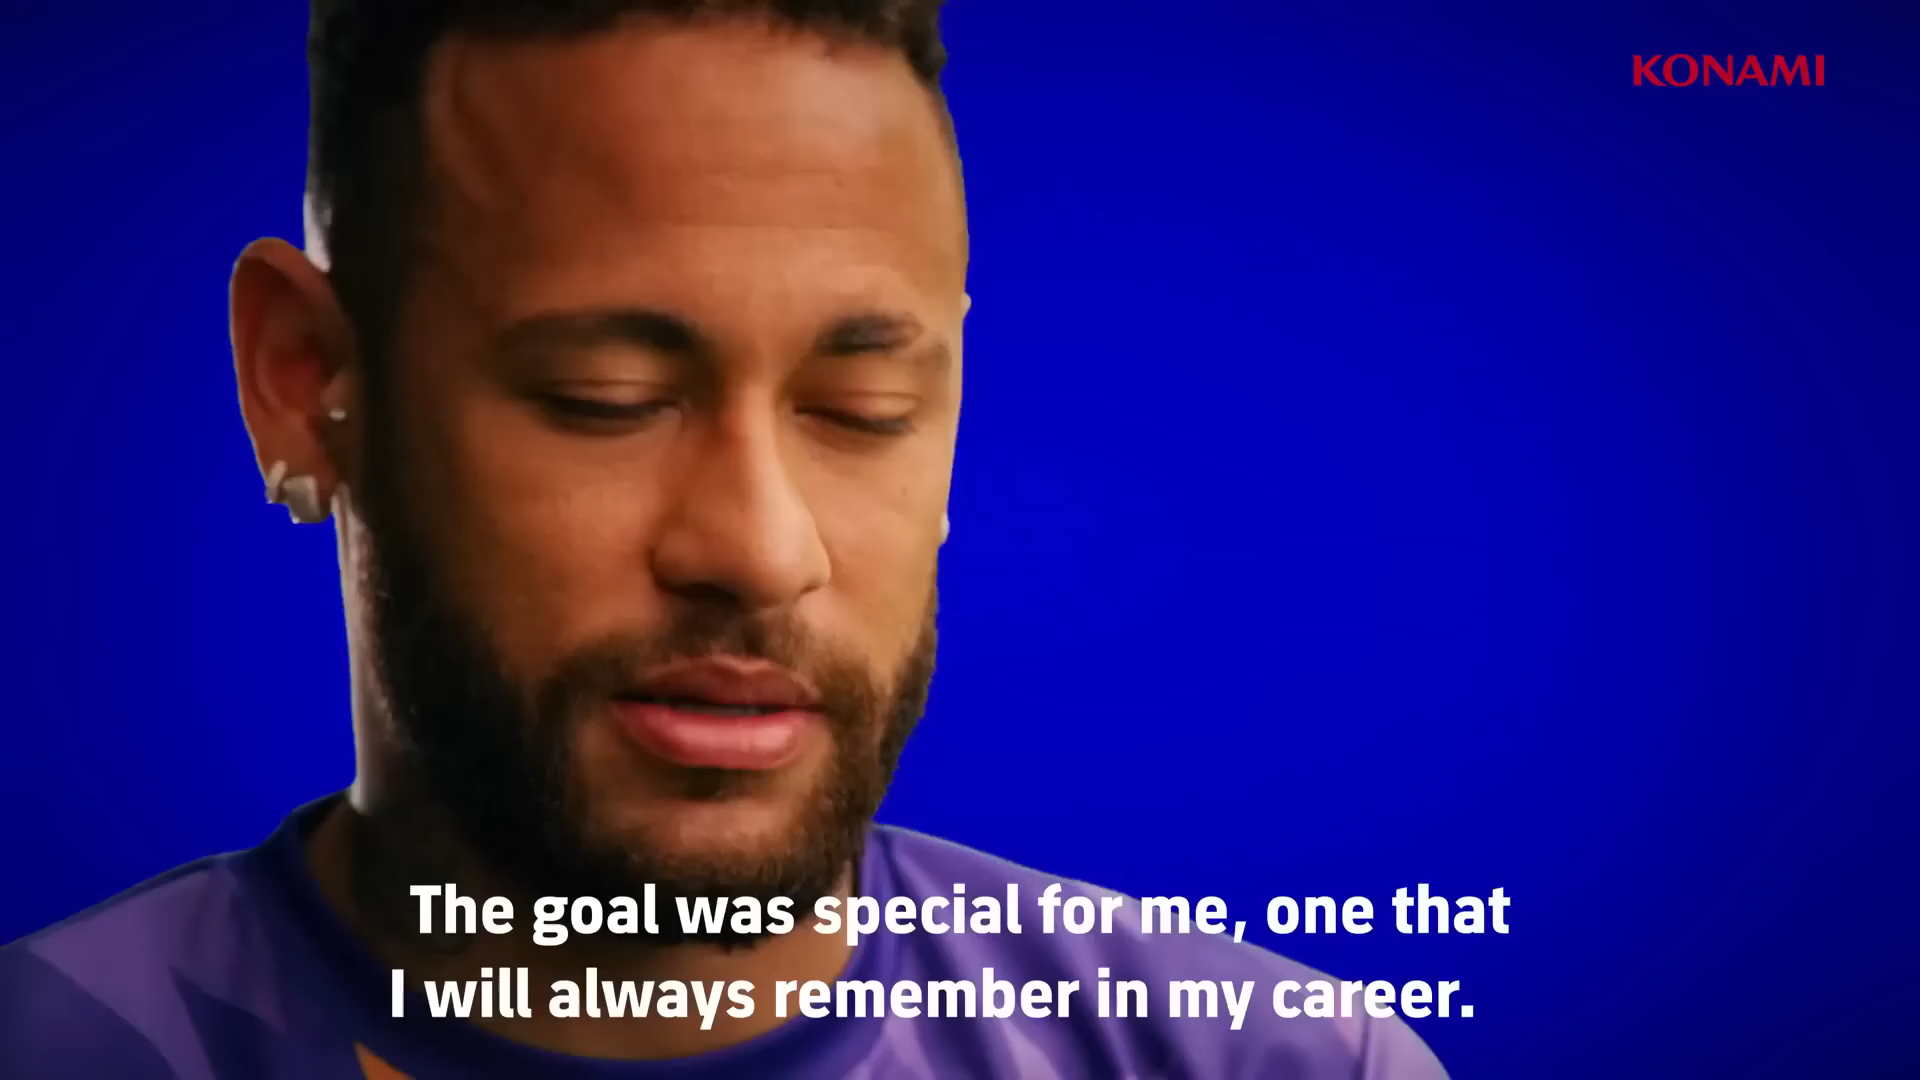 KONAMI
The goal was special for me, one that
I will always remember in my career.